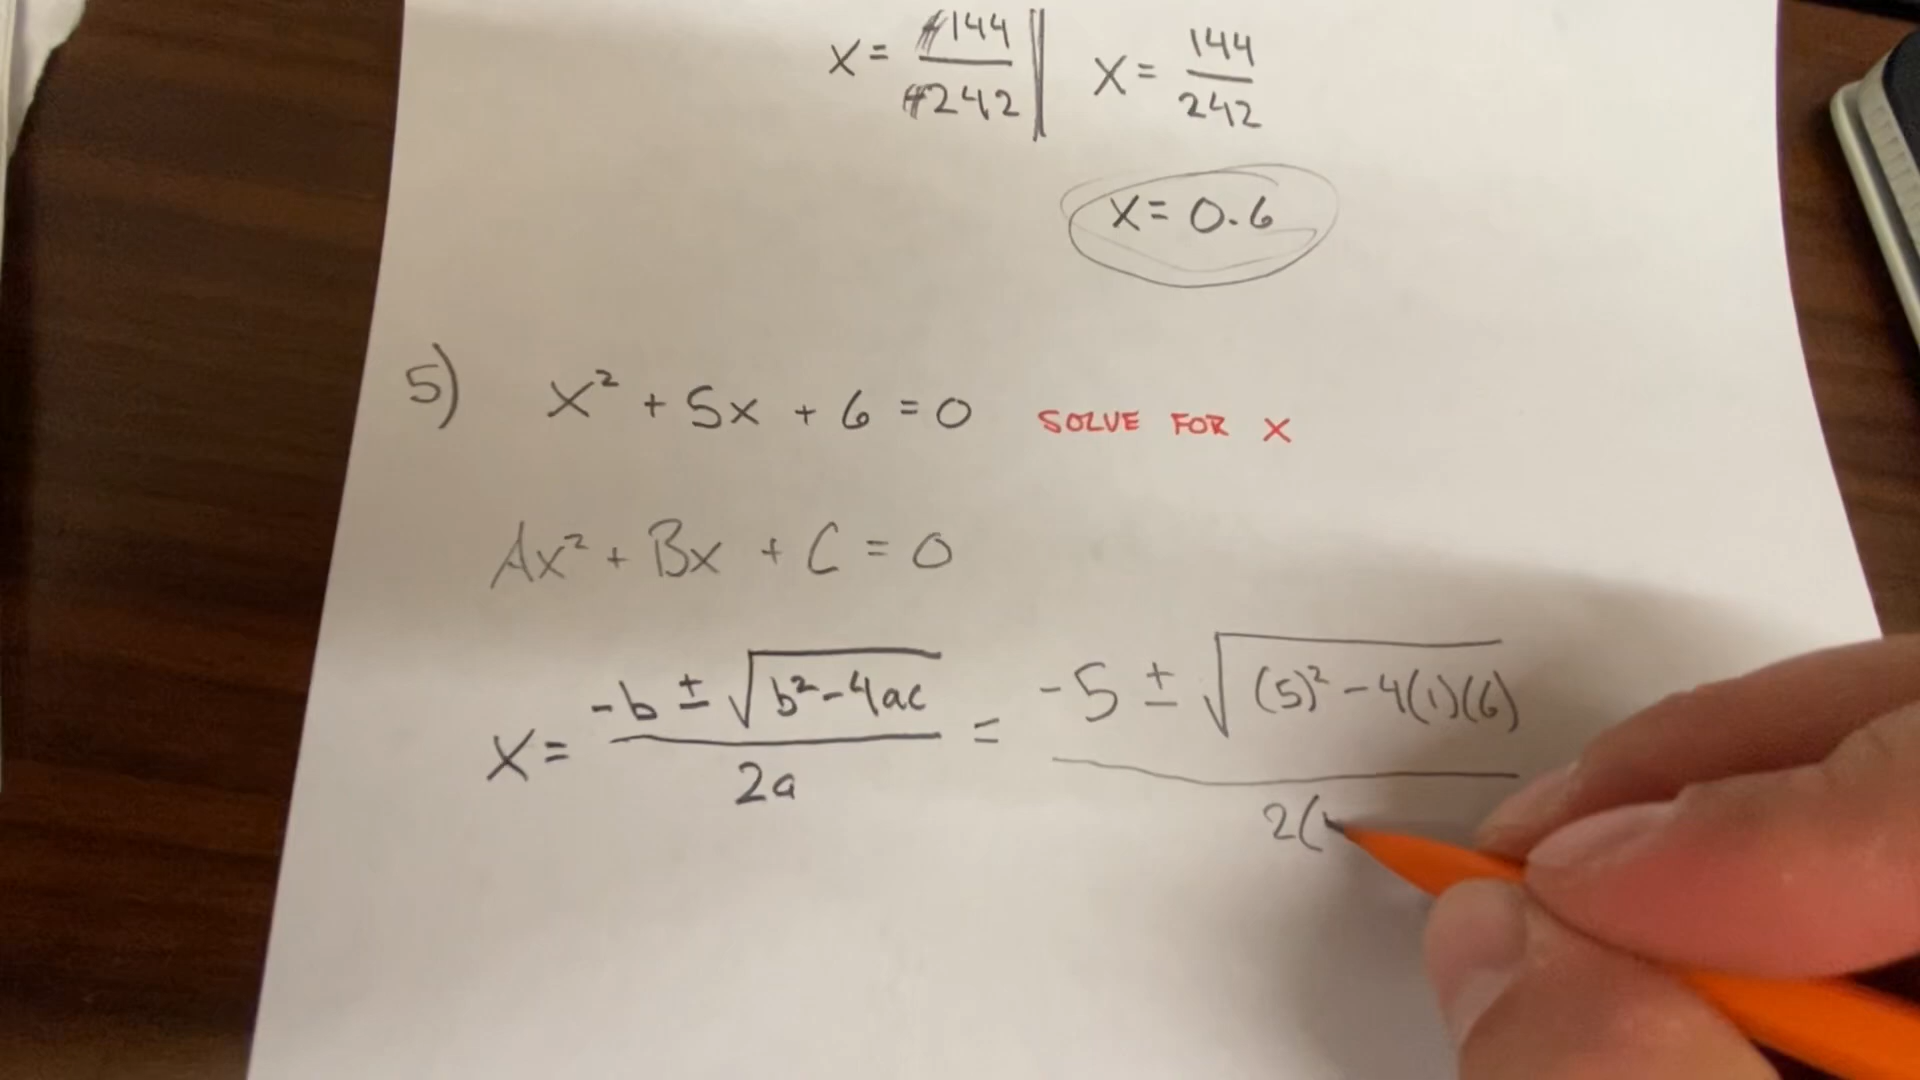 x = -144/-242 | x = 144/242
x = 0.6
5) x² + 5x + 6 = 0 SOLVE FOR X
Ax² + Bx + C = 0
x = (-b ± √(b²-4ac))/2a = (-5 ± √((5)² - 4(1)(6)))/2(